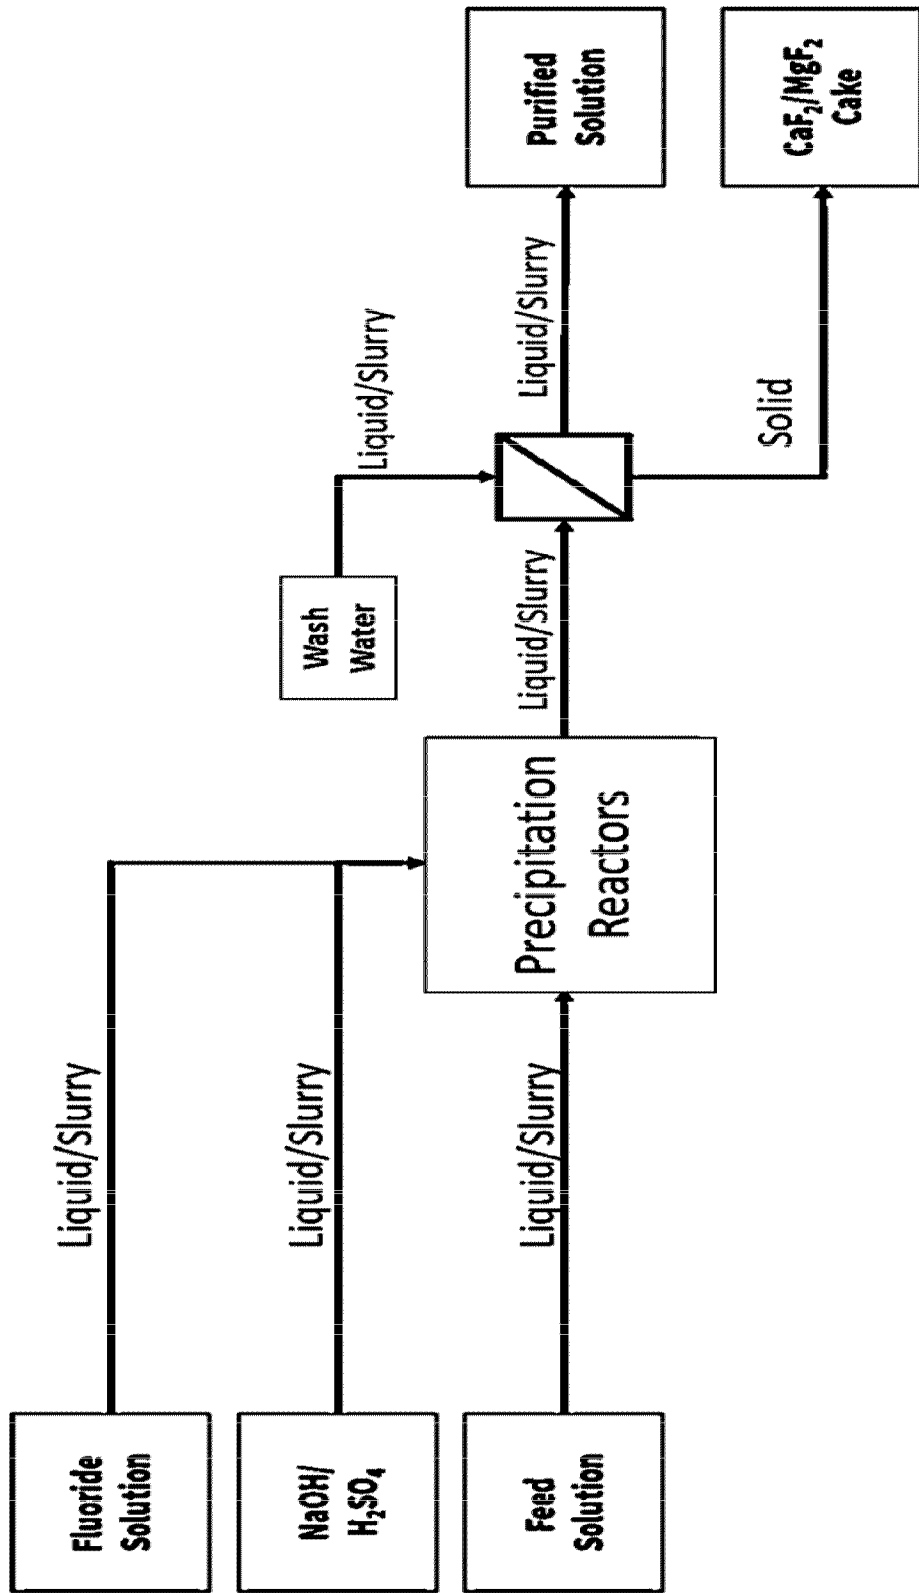 Fluoride
Solution
Liquid/Slurry
NaOH/
H₂SO₄
Liquid/Slurry
Feed
Solution
Liquid/Slurry
Precipitation
Reactors
Liquid/Slurry
Wash
Water
Liquid/Slurry
Liquid/Slurry
Purified
Solution
Solid
CaF₂/MgF₂
Cake